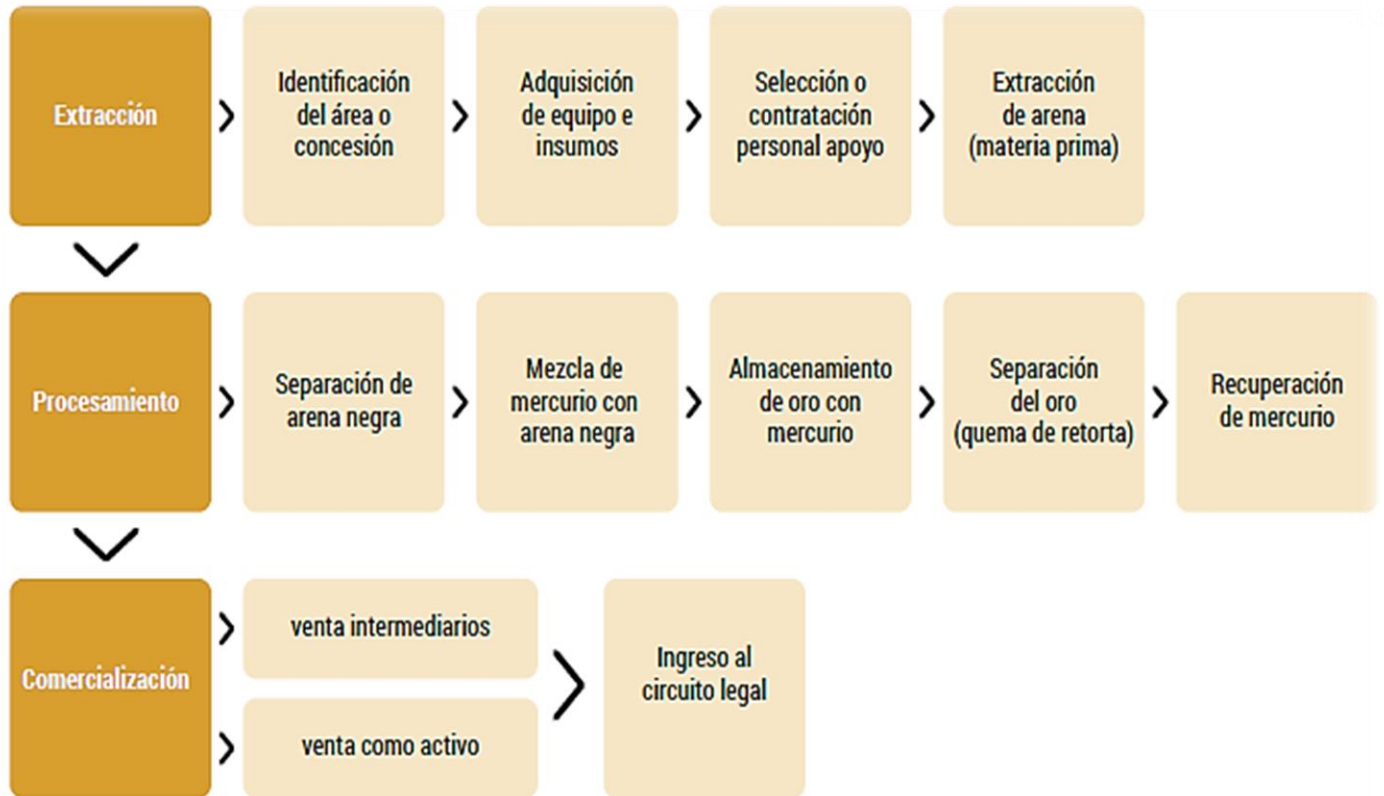 Extracción
Identificación
del área o
concesión
Adquisición
de equipo e
insumos
Selección o
contratación
personal apoyo
Extracción
de arena
(materia prima)
Procesamiento
Separación de
arena negra
Mezcla de
mercurio con
arena negra
Almacenamiento
de oro con
mercurio
Separación
del oro
(quema de retorta)
Recuperación
de mercurio
Comercialización
venta intermediarios
venta como activo
Ingreso al
circuito legal